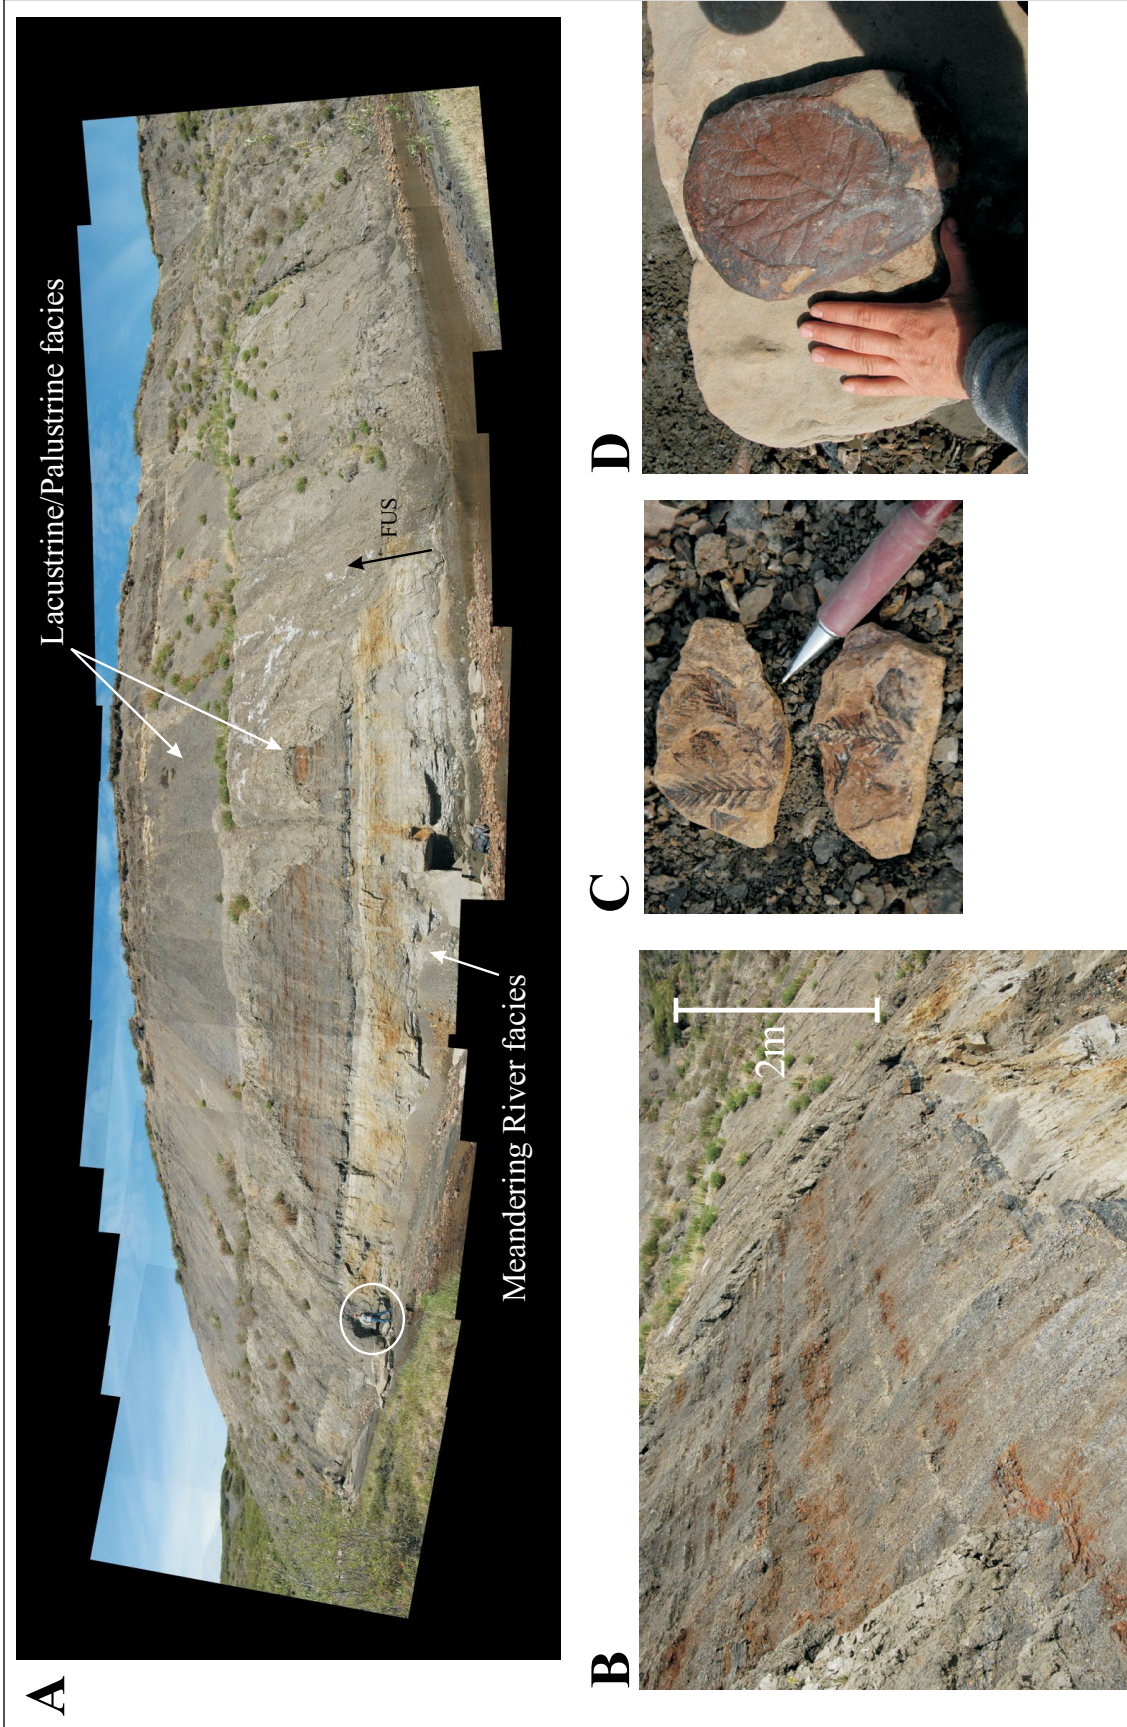 A
Lacustrine/Palustrine facies
FUS
Meandering River facies
B
2m
C
D